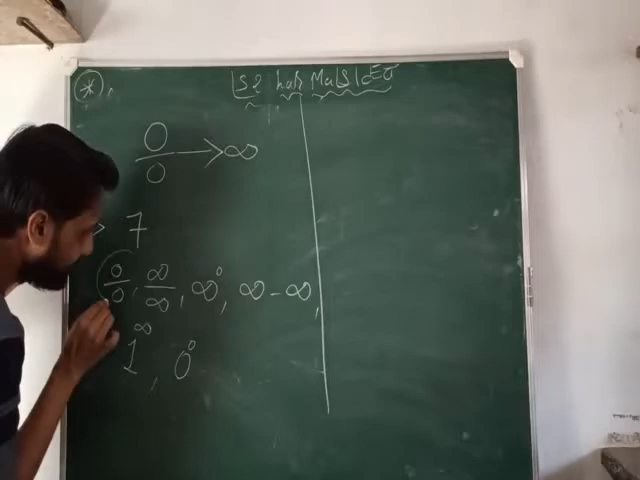 *
0/0 → ∞
> 7
0/0, ∞/∞, ∞⁰, ∞ - ∞,
1^∞, 0⁰